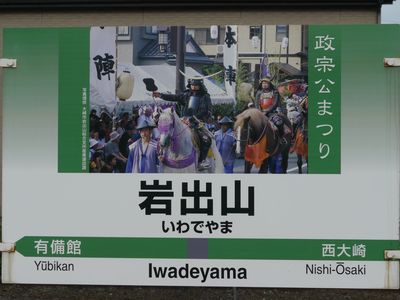 政宗公まつり
本陣
岩出山
いわでやま
有備館
Yūbikan
Iwadeyama
西大崎
Nishi-Ōsaki